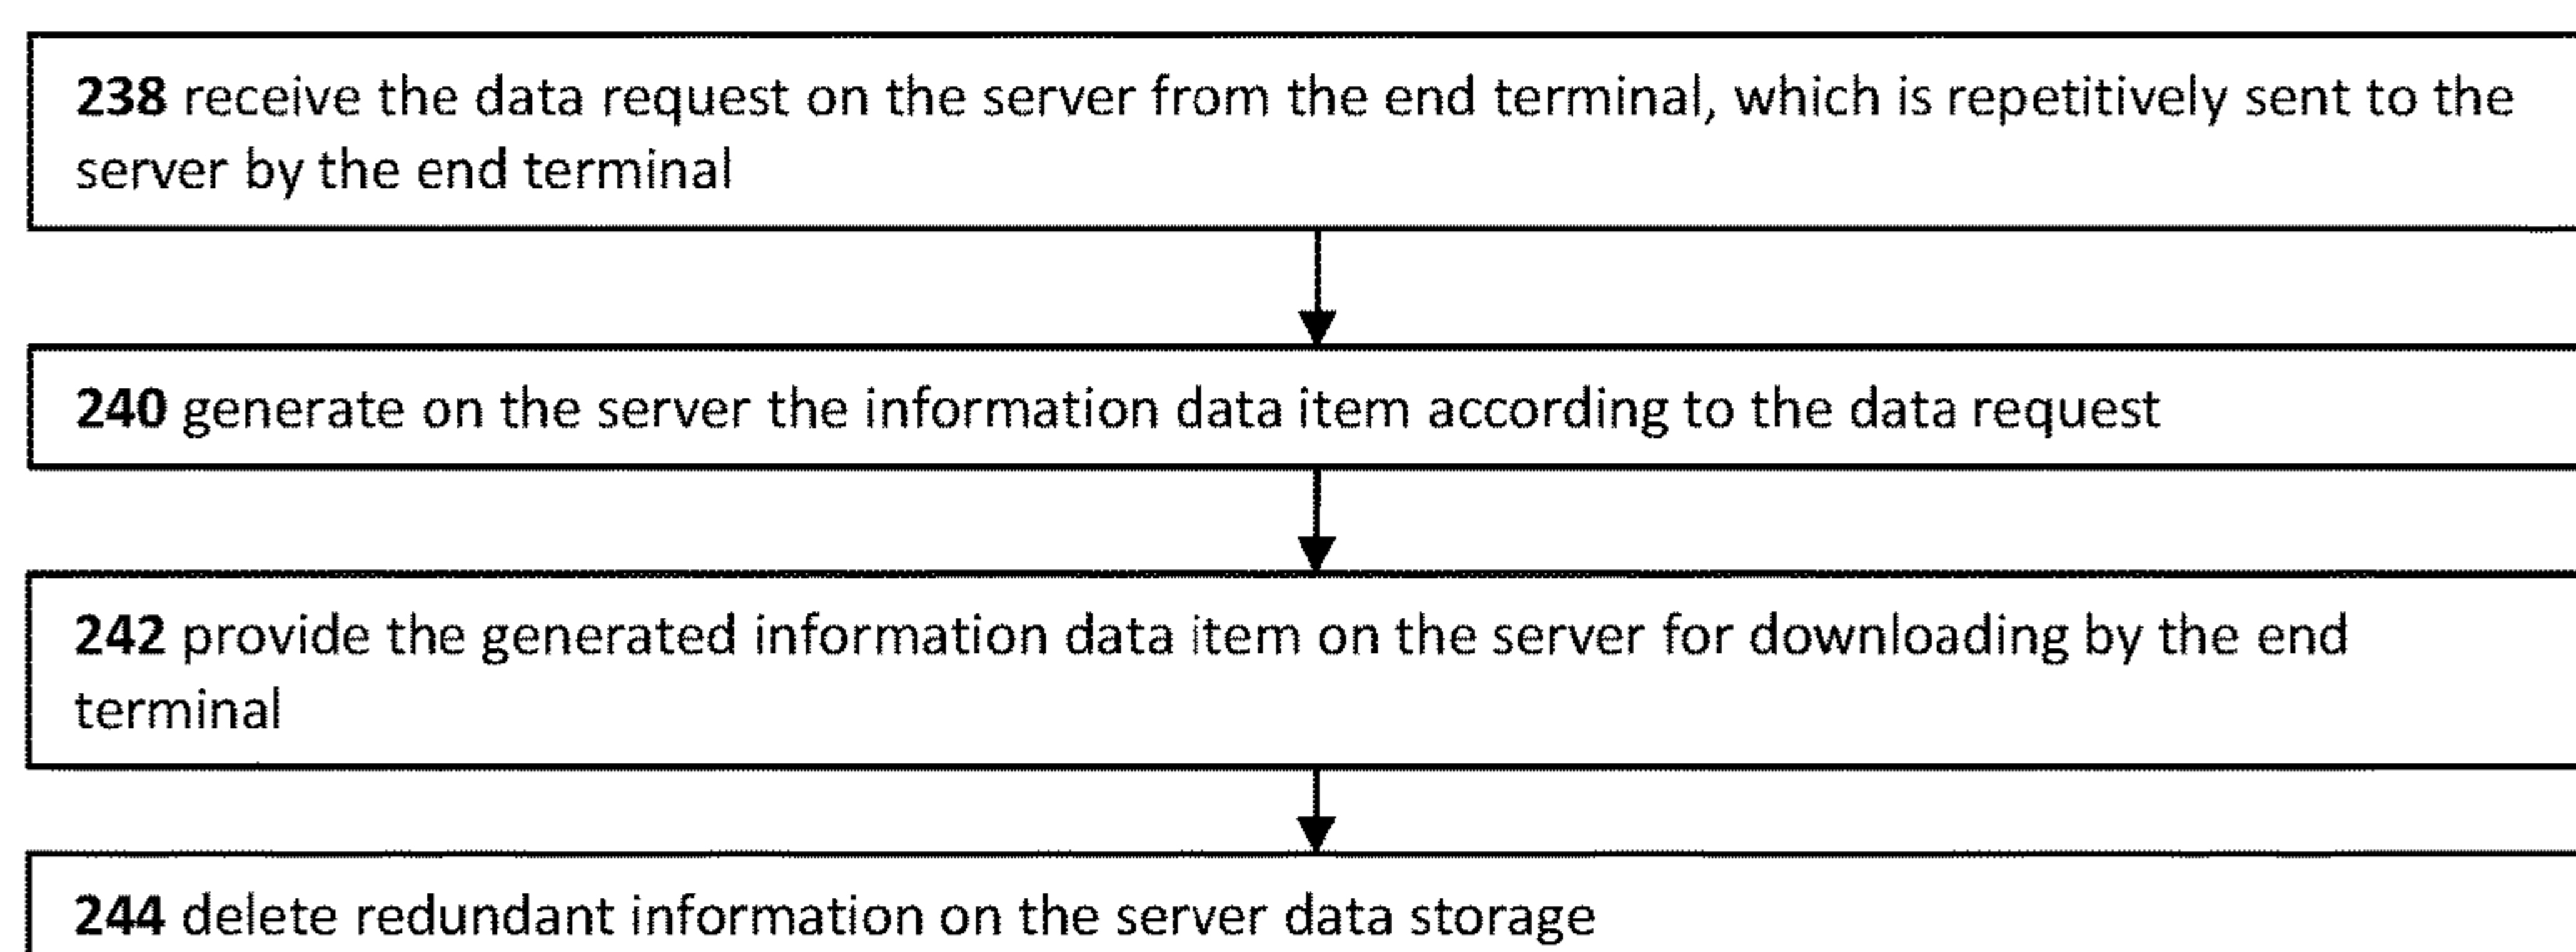 238 receive the data request on the server from the end terminal, which is repetitively sent to the
server by the end terminal
240 generate on the server the information data item according to the data request
242 provide the generated information data item on the server for downloading by the end
terminal
244 delete redundant information on the server data storage